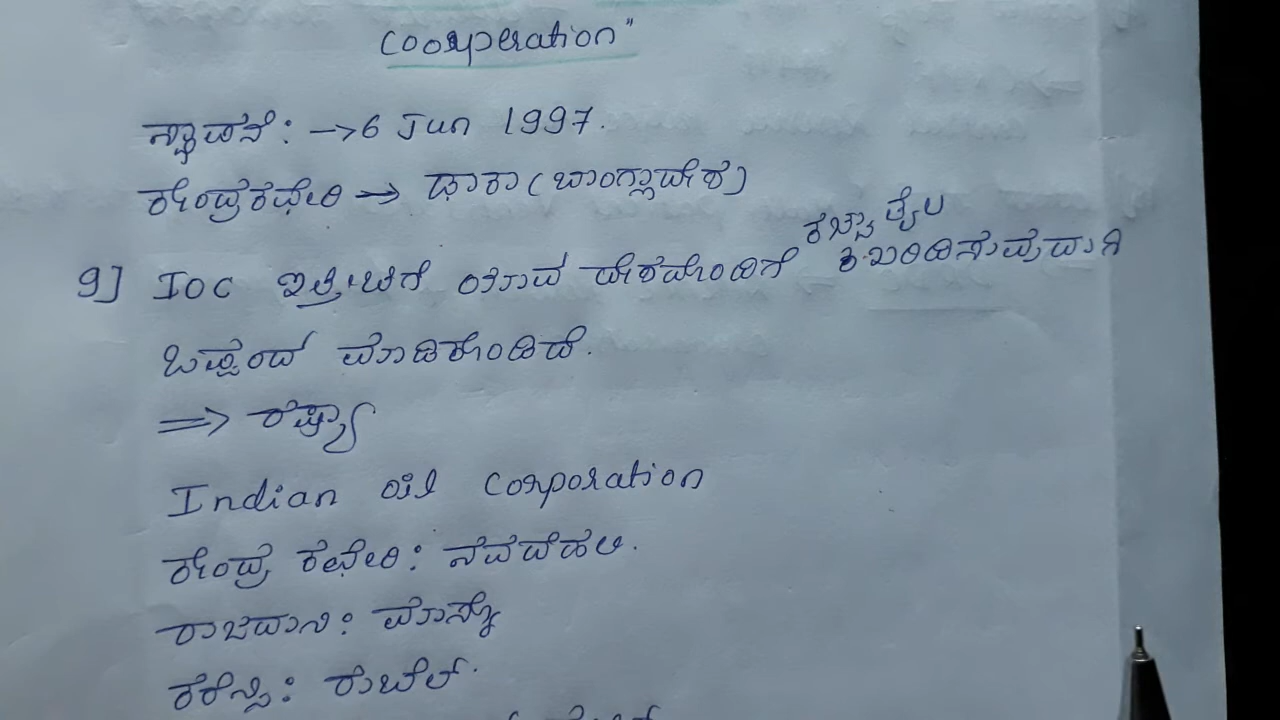 Coorperation"
ಸ್ಥಾಪನೆ: → 6 Jun 1997.
ಕೇಂದ್ರಕಛೇರಿ → ಢಾಕಾ (ಬಾಂಗ್ಲಾದೇಶ)
ಕಚ್ಚಾ ತೈಲ
9] IOC ಇತ್ತೀಚಿಗೆ ಯಾವ ದೇಶದೊಂದಿಗೆ ಖರಿದಿಸುವುದಾಗಿ
ಒಪ್ಪಂದ ಮಾಡಿಕೊಂಡಿದೆ.
⇒ ರಷ್ಯಾ
Indian oil corporation
ಕೇಂದ್ರ ಕಛೇರಿ: ನವದೆಹಲಿ.
ರಾಜಧಾನಿ: ಮಾಸ್ಕೋ
ಕರೆನ್ಸಿ: ರುಬೆಲ್.